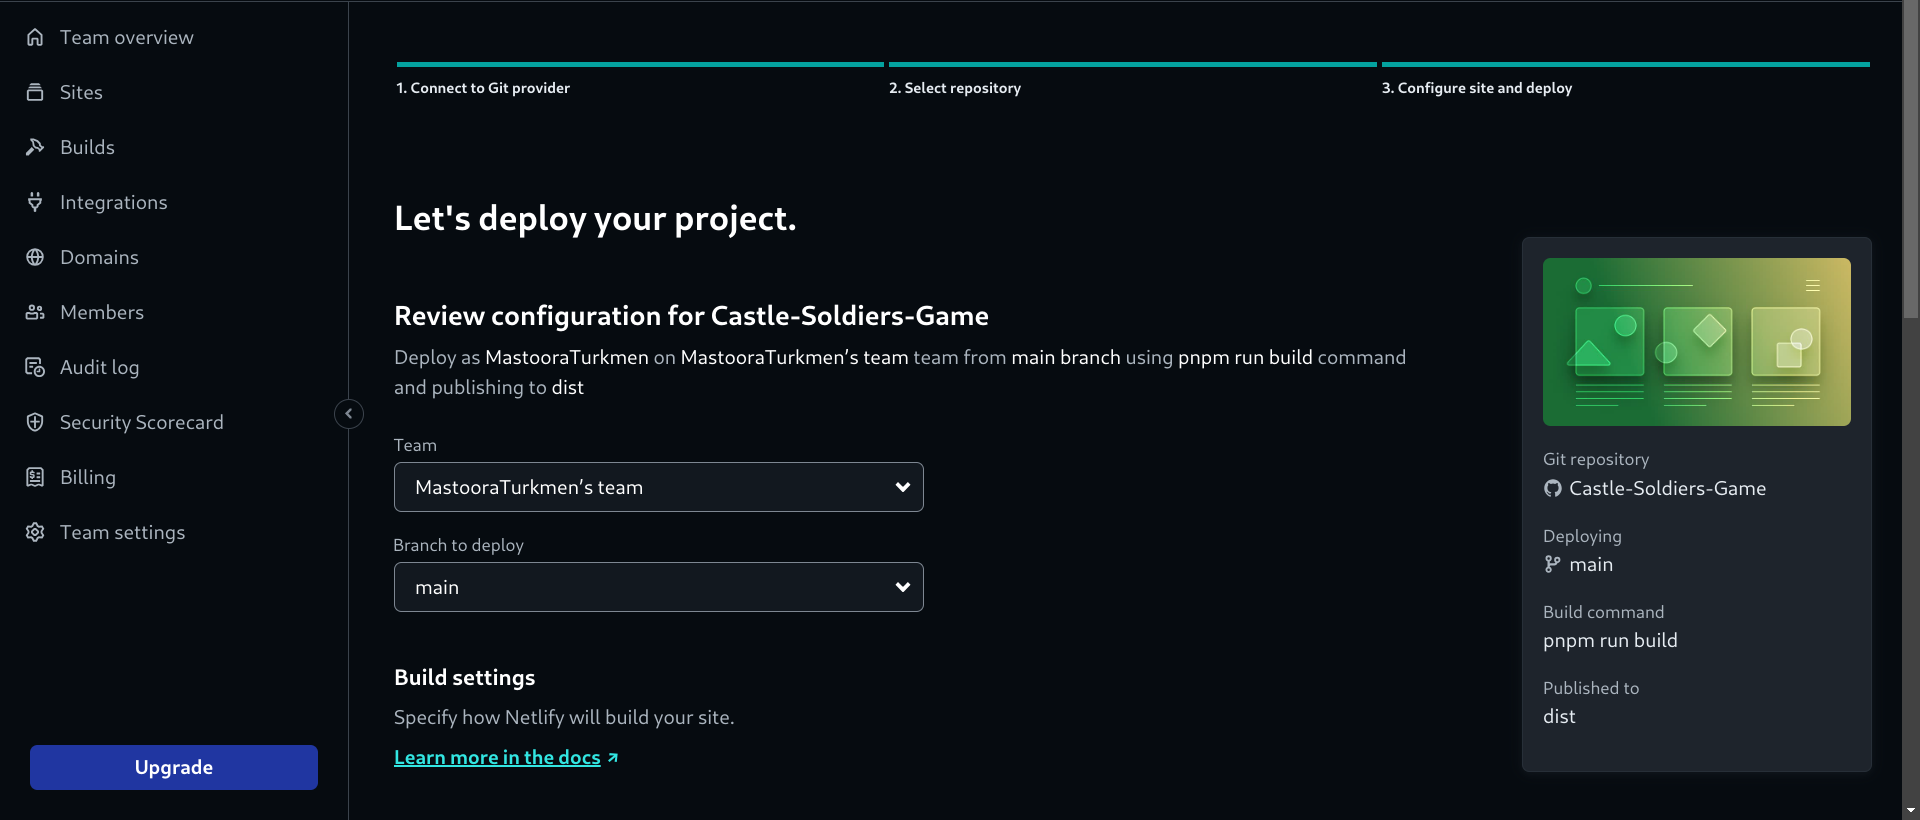 Team overview
Sites
Builds
Integrations
Domains
Members
Audit log
Security Scorecard
Billing
Team settings
Upgrade
1. Connect to Git provider
2. Select repository
3. Configure site and deploy
Let's deploy your project.
Review configuration for Castle-Soldiers-Game
Deploy as MastooraTurkmen on MastooraTurkmen’s team team from main branch using pnpm run build command
and publishing to dist
Team
MastooraTurkmen’s team
Branch to deploy
main
Build settings
Specify how Netlify will build your site.
Learn more in the docs
Git repository
Castle-Soldiers-Game
Deploying
main
Build command
pnpm run build
Published to
dist